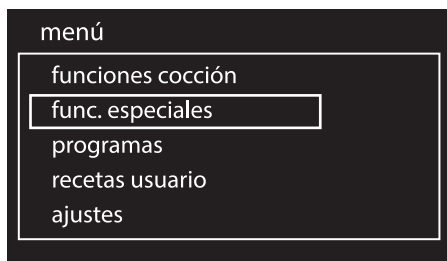 menú
funciones cocción
func. especiales
programas
recetas usuario
ajustes